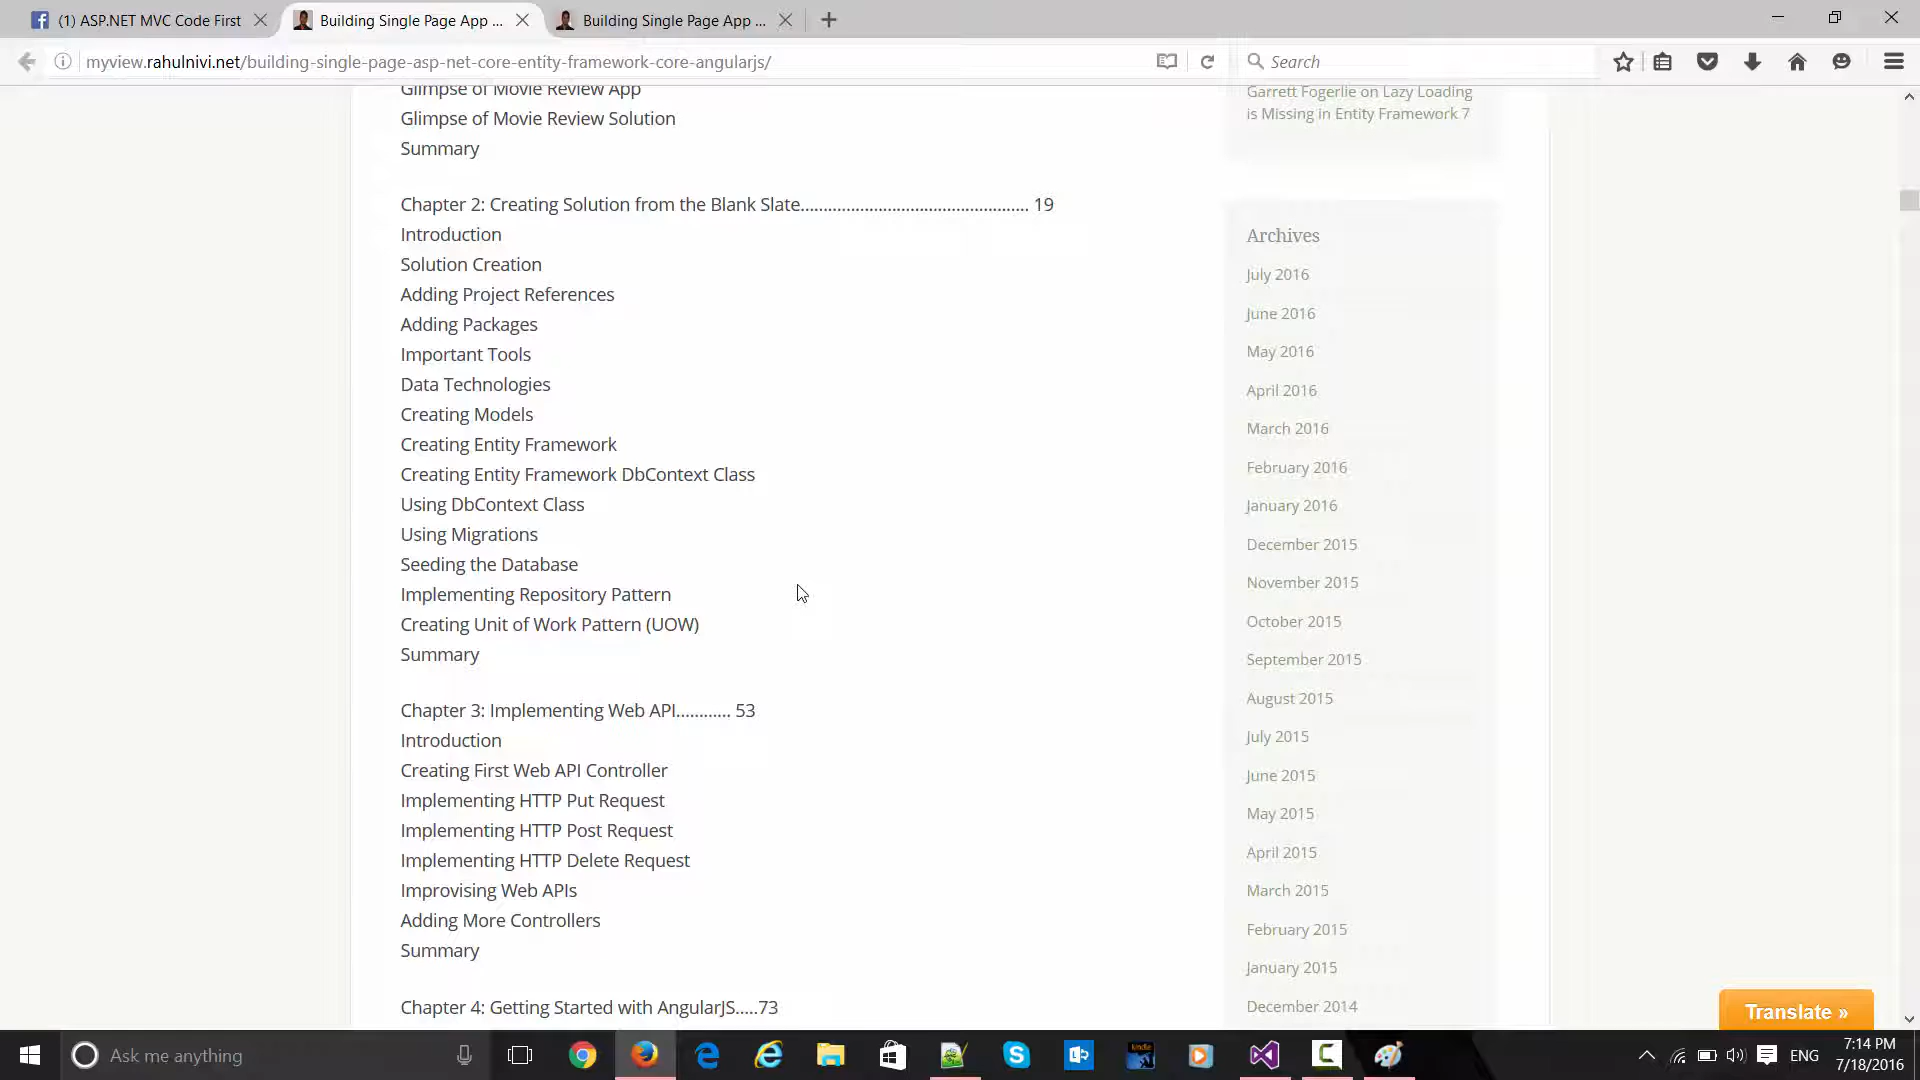 (1) ASP.NET MVC Code First
Building Single Page App ...
Building Single Page App ...
myview.rahulnivi.net/building-single-page-asp-net-core-entity-framework-core-angularjs/
Search
Glimpse of Movie Review App
Glimpse of Movie Review Solution
Summary
Chapter 2: Creating Solution from the Blank Slate.................................................. 19
Introduction
Solution Creation
Adding Project References
Adding Packages
Important Tools
Data Technologies
Creating Models
Creating Entity Framework
Creating Entity Framework DbContext Class
Using DbContext Class
Using Migrations
Seeding the Database
Implementing Repository Pattern
Creating Unit of Work Pattern (UOW)
Summary
Chapter 3: Implementing Web API............ 53
Introduction
Creating First Web API Controller
Implementing HTTP Put Request
Implementing HTTP Post Request
Implementing HTTP Delete Request
Improvising Web APIs
Adding More Controllers
Summary
Chapter 4: Getting Started with AngularJS.....73
Garrett Fogerlie on Lazy Loading
is Missing in Entity Framework 7
Archives
July 2016
June 2016
May 2016
April 2016
March 2016
February 2016
January 2016
December 2015
November 2015
October 2015
September 2015
August 2015
July 2015
June 2015
May 2015
April 2015
March 2015
February 2015
January 2015
December 2014
Translate »
Ask me anything
kindle
ENG
7:14 PM
7/18/2016